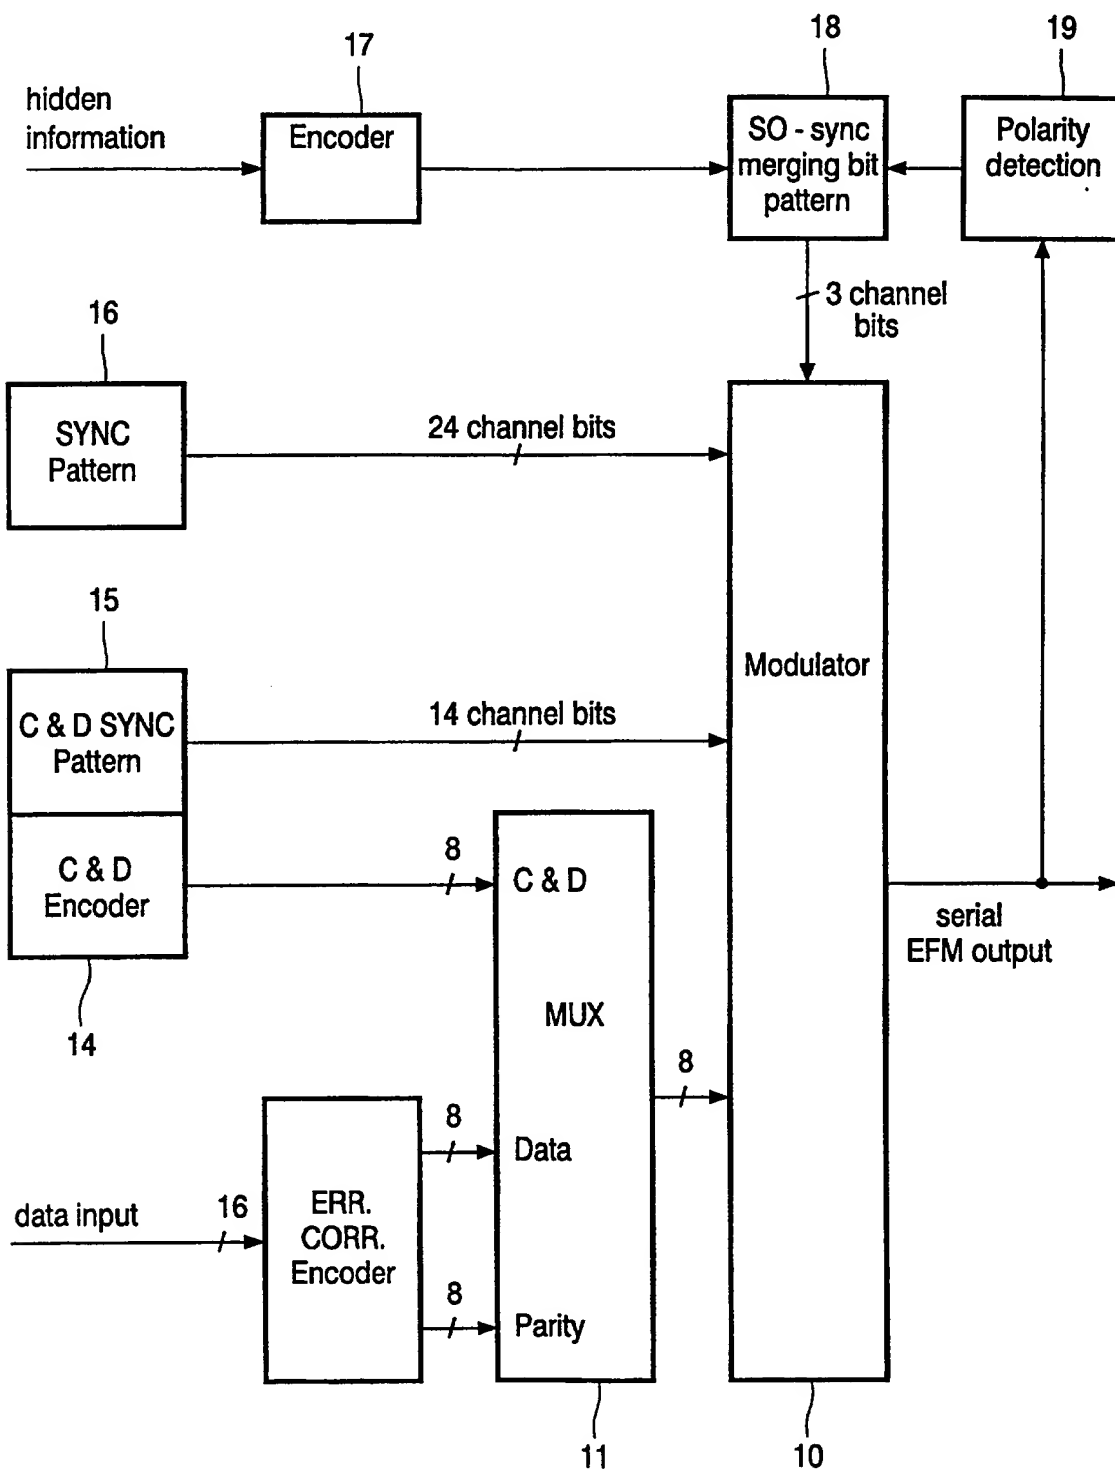 17
18
19
hidden
information
Encoder
SO - sync
merging bit
pattern
Polarity
detection
3 channel
bits
16
SYNC
Pattern
24 channel bits
15
C & D SYNC
Pattern
14 channel bits
Modulator
C & D
Encoder
8
C & D
14
serial
EFM output
MUX
8
8
Data
data input
16
ERR.
CORR.
Encoder
8
Parity
11
10